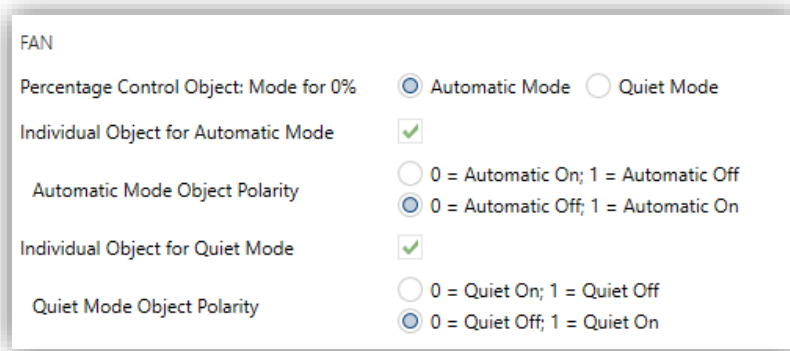 FAN
Percentage Control Object: Mode for 0% Automatic Mode Quiet Mode
Individual Object for Automatic Mode
Automatic Mode Object Polarity
0 = Automatic On; 1 = Automatic Off
0 = Automatic Off; 1 = Automatic On
Individual Object for Quiet Mode
Quiet Mode Object Polarity
0 = Quiet On; 1 = Quiet Off
0 = Quiet Off; 1 = Quiet On